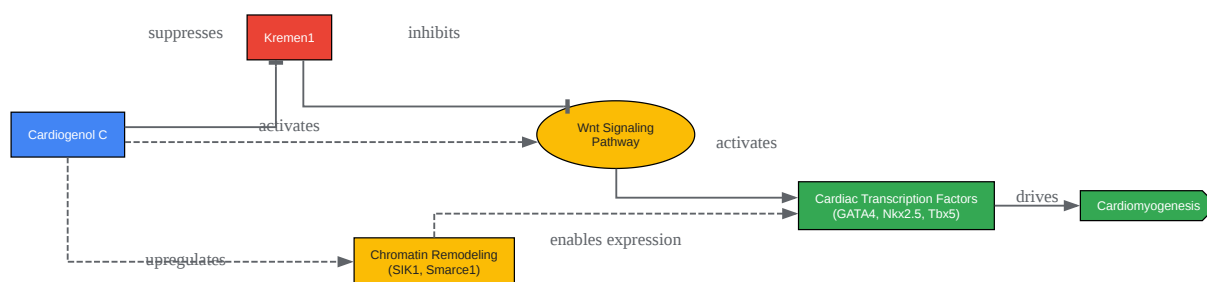 suppresses
Kremen1
inhibits
Cardiogenol C
activates
Wnt Signaling
Pathway
activates
Cardiac Transcription Factors
(GATA4, Nkx2.5, Tbx5)
drives
Cardiomyogenesis
enables expression
upregulates
Chromatin Remodeling
(SIK1, Smarce1)